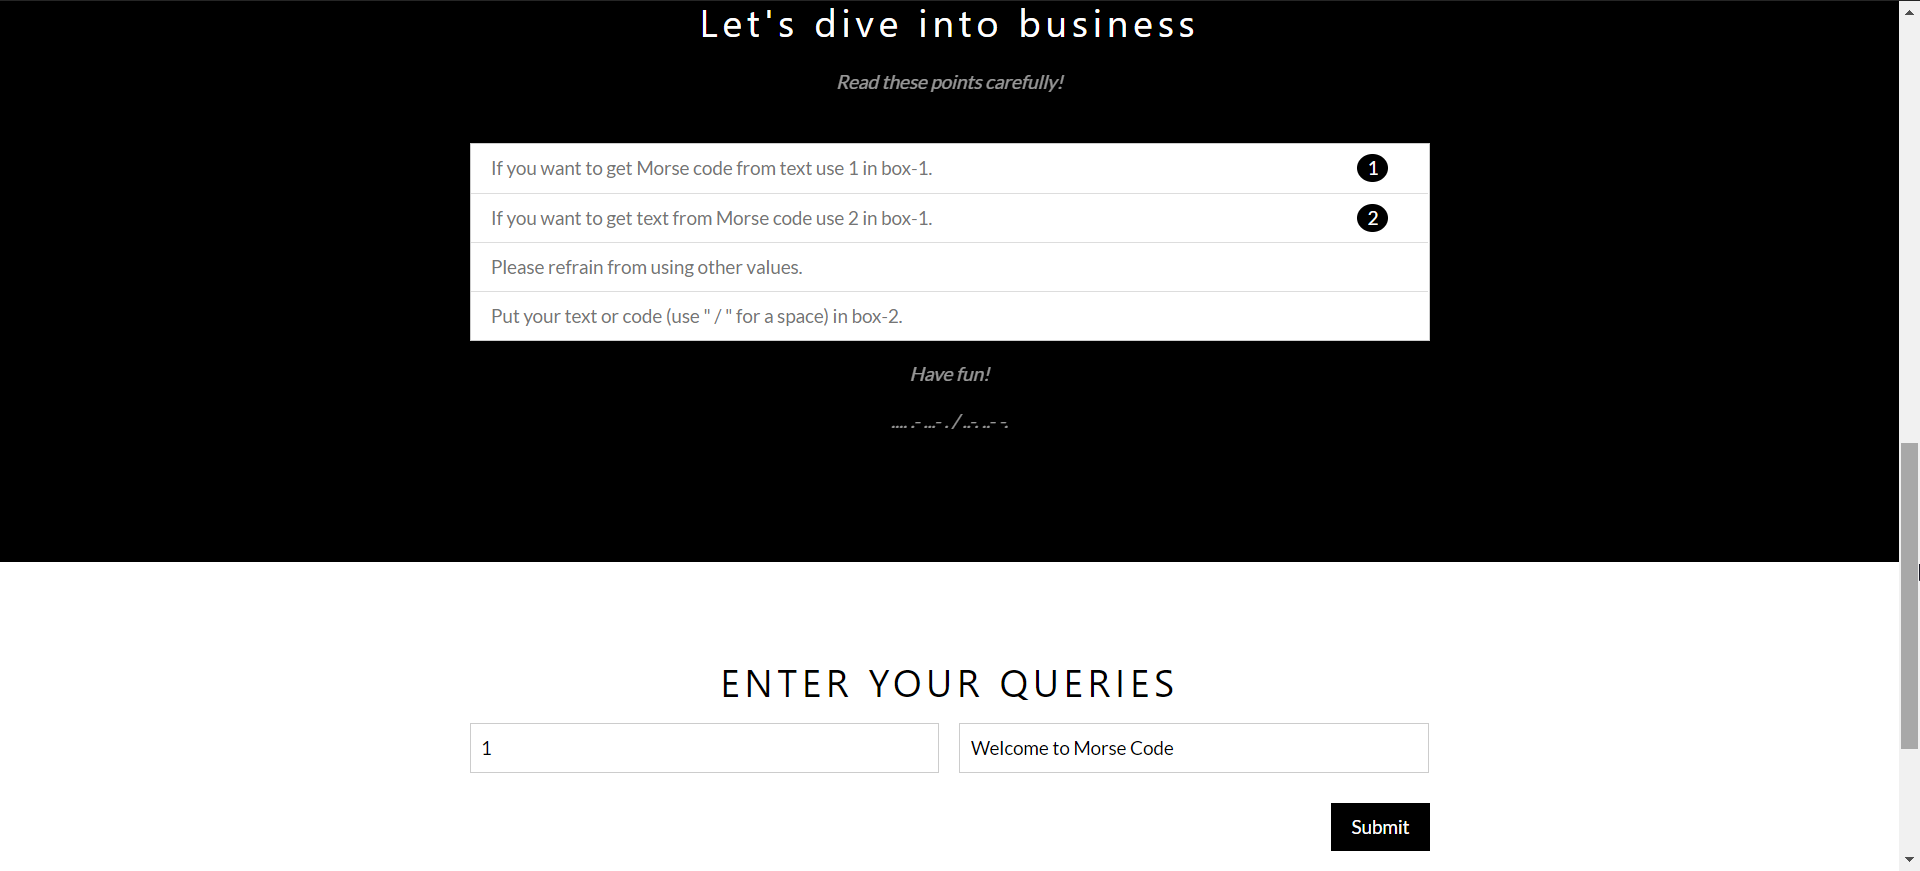 Let's dive into business
Read these points carefully!
If you want to get Morse code from text use 1 in box-1.
1
If you want to get text from Morse code use 2 in box-1.
2
Please refrain from using other values.
Put your text or code (use " / " for a space) in box-2.
Have fun!
.... .- ...- . / ..-. ..- -.
ENTER YOUR QUERIES
1
Welcome to Morse Code
Submit